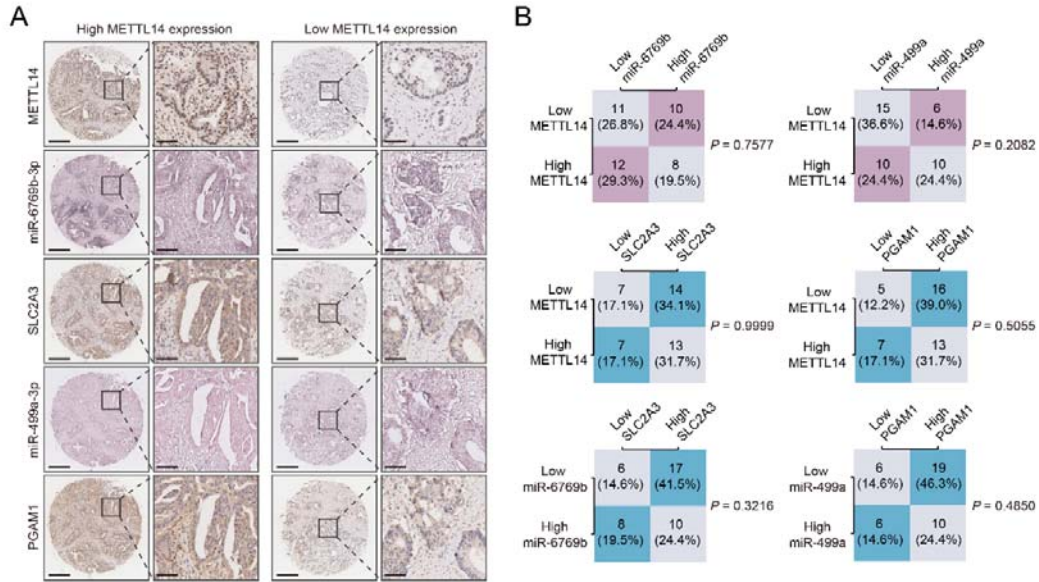 A
High METTL14 expression
Low METTL14 expression
METTL14
miR-6769b-3p
SLC2A3
miR-499a-3p
PGAM1
B
Low
miR-6769b
High
miR-6769b
Low
METTL14
11
(26.8%)
10
(24.4%)
High
METTL14
12
(29.3%)
8
(19.5%)
P = 0.7577
Low
miR-499a
High
miR-499a
Low
METTL14
15
(36.6%)
6
(14.6%)
High
METTL14
10
(24.4%)
10
(24.4%)
P = 0.2082
Low
SLC2A3
High
SLC2A3
Low
METTL14
7
(17.1%)
14
(34.1%)
High
METTL14
7
(17.1%)
13
(31.7%)
P = 0.9999
Low
PGAM1
High
PGAM1
Low
METTL14
5
(12.2%)
16
(39.0%)
High
METTL14
7
(17.1%)
13
(31.7%)
P = 0.5055
Low
SLC2A3
High
SLC2A3
Low
miR-6769b
6
(14.6%)
17
(41.5%)
High
miR-6769b
8
(19.5%)
10
(24.4%)
P = 0.3216
Low
PGAM1
High
PGAM1
Low
miR-499a
6
(14.6%)
19
(46.3%)
High
miR-499a
6
(14.6%)
10
(24.4%)
P = 0.4850